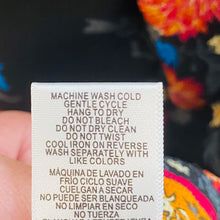 MACHINE WASH COLD
GENTLE CYCLE
HANG TO DRY
DO NOT BLEACH
DO NOT DRY CLEAN
DO NOT TWIST
COOL IRON ON REVERSE
WASH SEPARATELY WITH
LIKE COLORS
MÁQUINA DE LAVADO EN
FRÍO CICLO SUAVE
CUELGAN A SECAR
NO PUEDE SER BLANQUEADA
NO LIMPIAR EN SECO
NO TUERZA